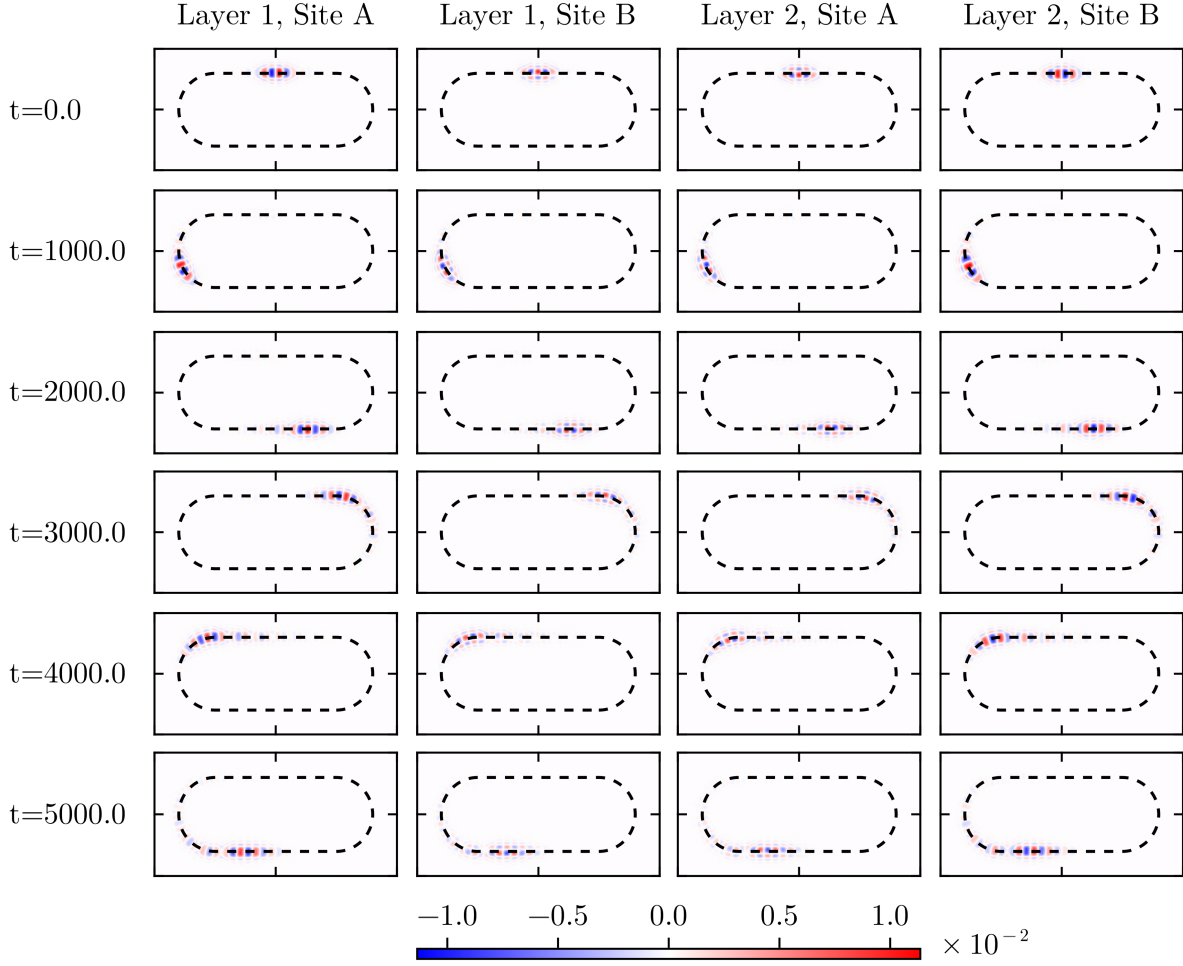 Layer 1, Site A Layer 1, Site B Layer 2, Site A Layer 2, Site B
t=0.0
t=1000.0
t=2000.0
t=3000.0
t=4000.0
t=5000.0
−1.0 −0.5 0.0 0.5 1.0 × 10⁻²